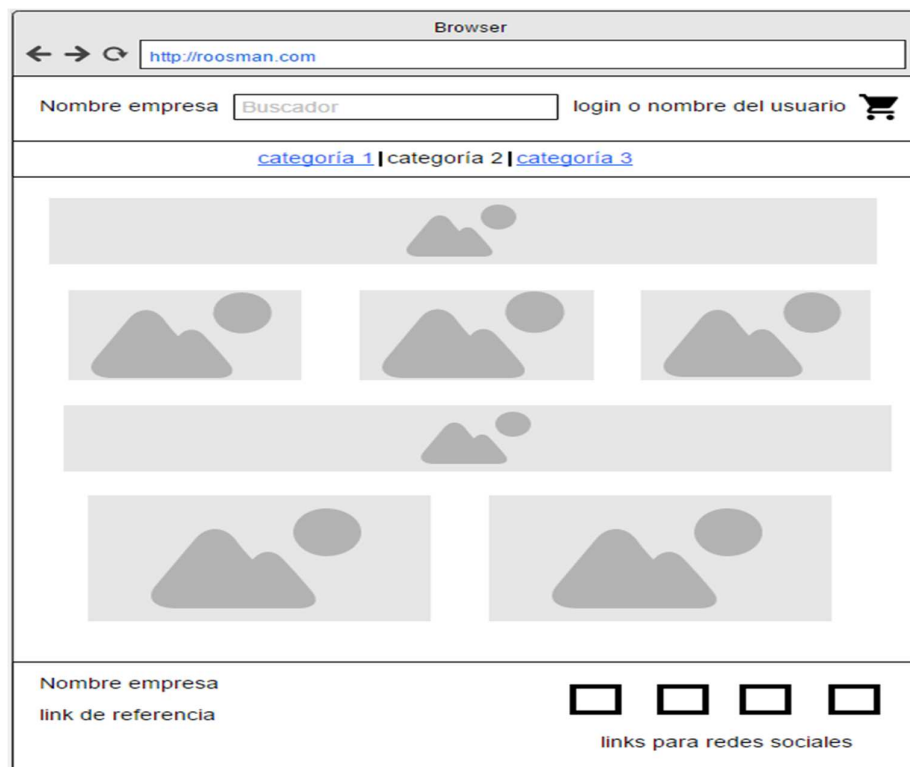 Browser
http://roosman.com
Nombre empresa Buscador login o nombre del usuario
categoría 1 | categoría 2 | categoría 3
Nombre empresa
link de referencia
links para redes sociales